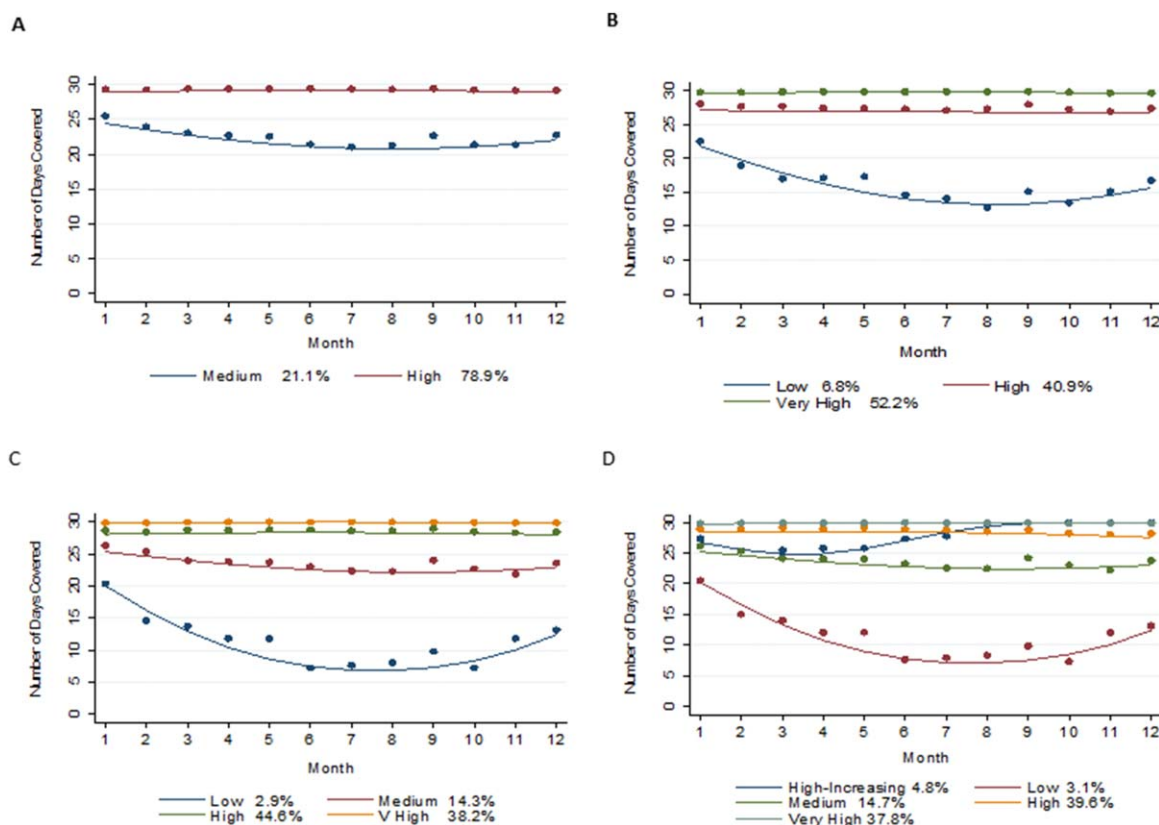 A
Number of Days Covered
30
25
20
15
10
5
0
1 2 3 4 5 6 7 8 9 10 11 12
Month
Medium 21.1% High 78.9%
B
Number of Days Covered
30
25
20
15
10
5
0
1 2 3 4 5 6 7 8 9 10 11 12
Month
Low 6.8% High 40.9%
Very High 52.2%
C
Number of Days Covered
30
25
20
15
10
5
0
1 2 3 4 5 6 7 8 9 10 11 12
Month
Low 2.9% Medium 14.3%
High 44.6% V High 38.2%
D
Number of Days Covered
30
25
20
15
10
5
0
1 2 3 4 5 6 7 8 9 10 11 12
Month
High-Increasing 4.8% Low 3.1%
Medium 14.7% High 39.6%
Very High 37.8%